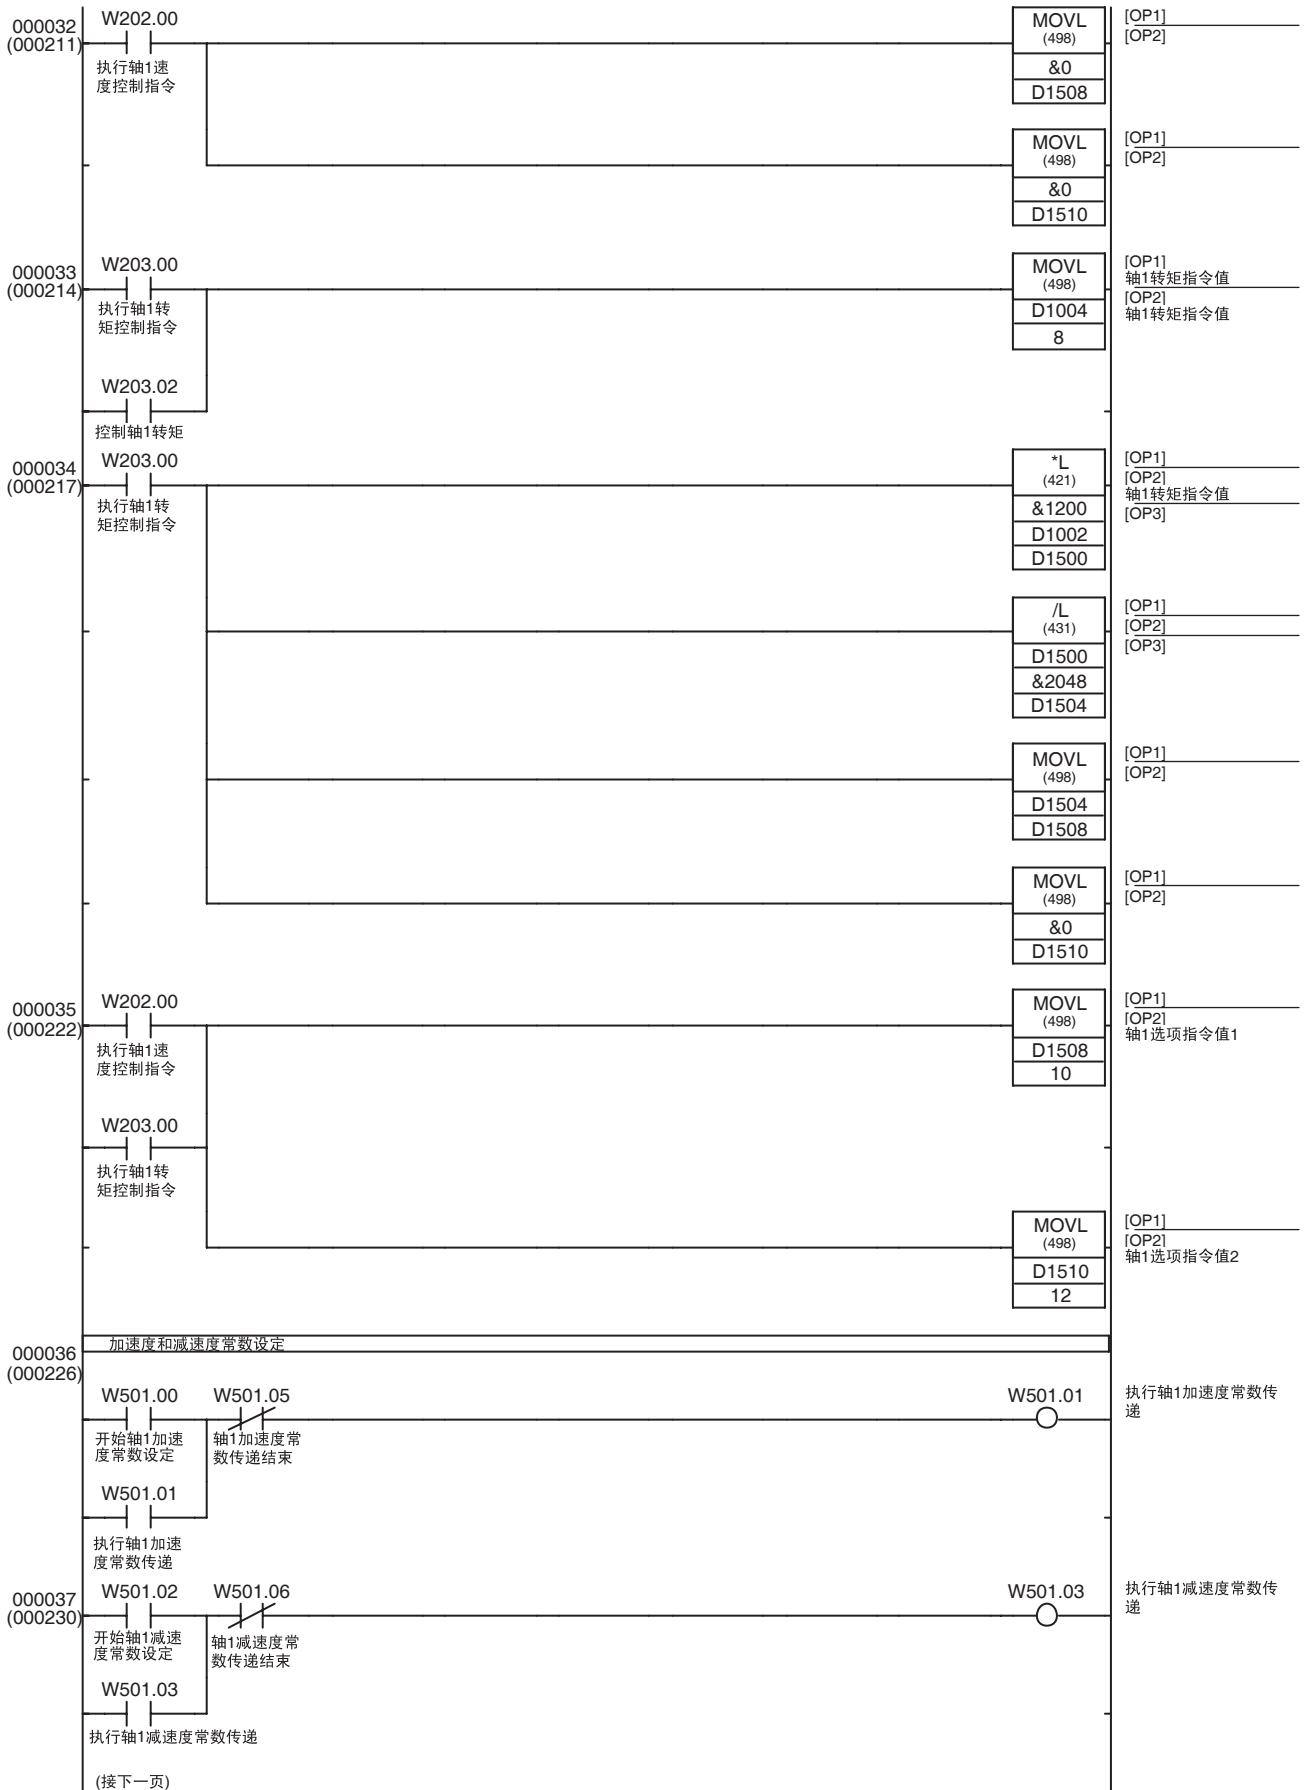 000032
(000211)
W202.00
执行轴1速
度控制指令
MOVL
(498)
&0
D1508
[OP1]
[OP2]
MOVL
(498)
&0
D1510
[OP1]
[OP2]
000033
(000214)
W203.00
执行轴1转
矩控制指令
MOVL
(498)
D1004
8
[OP1]
轴1转矩指令值
[OP2]
轴1转矩指令值
W203.02
控制轴1转矩
000034
(000217)
W203.00
执行轴1转
矩控制指令
*L
(421)
&1200
D1002
D1500
[OP1]
[OP2]
轴1转矩指令值
[OP3]
/L
(431)
D1500
&2048
D1504
[OP1]
[OP2]
[OP3]
MOVL
(498)
D1504
D1508
[OP1]
[OP2]
MOVL
(498)
&0
D1510
[OP1]
[OP2]
000035
(000222)
W202.00
执行轴1速
度控制指令
MOVL
(498)
D1508
10
[OP1]
[OP2]
轴1选项指令值1
W203.00
执行轴1转
矩控制指令
MOVL
(498)
D1510
12
[OP1]
[OP2]
轴1选项指令值2
000036
(000226)
加速度和减速度常数设定
W501.00
开始轴1加速
度常数设定
W501.05
轴1加速度常
数传递结束
W501.01
执行轴1加速度常数传
递
W501.01
执行轴1加速
度常数传递
000037
(000230)
W501.02
开始轴1减速
度常数设定
W501.06
轴1减速度常
数传递结束
W501.03
执行轴1减速度常数传
递
W501.03
执行轴1减速度常数传递
(接下一页)